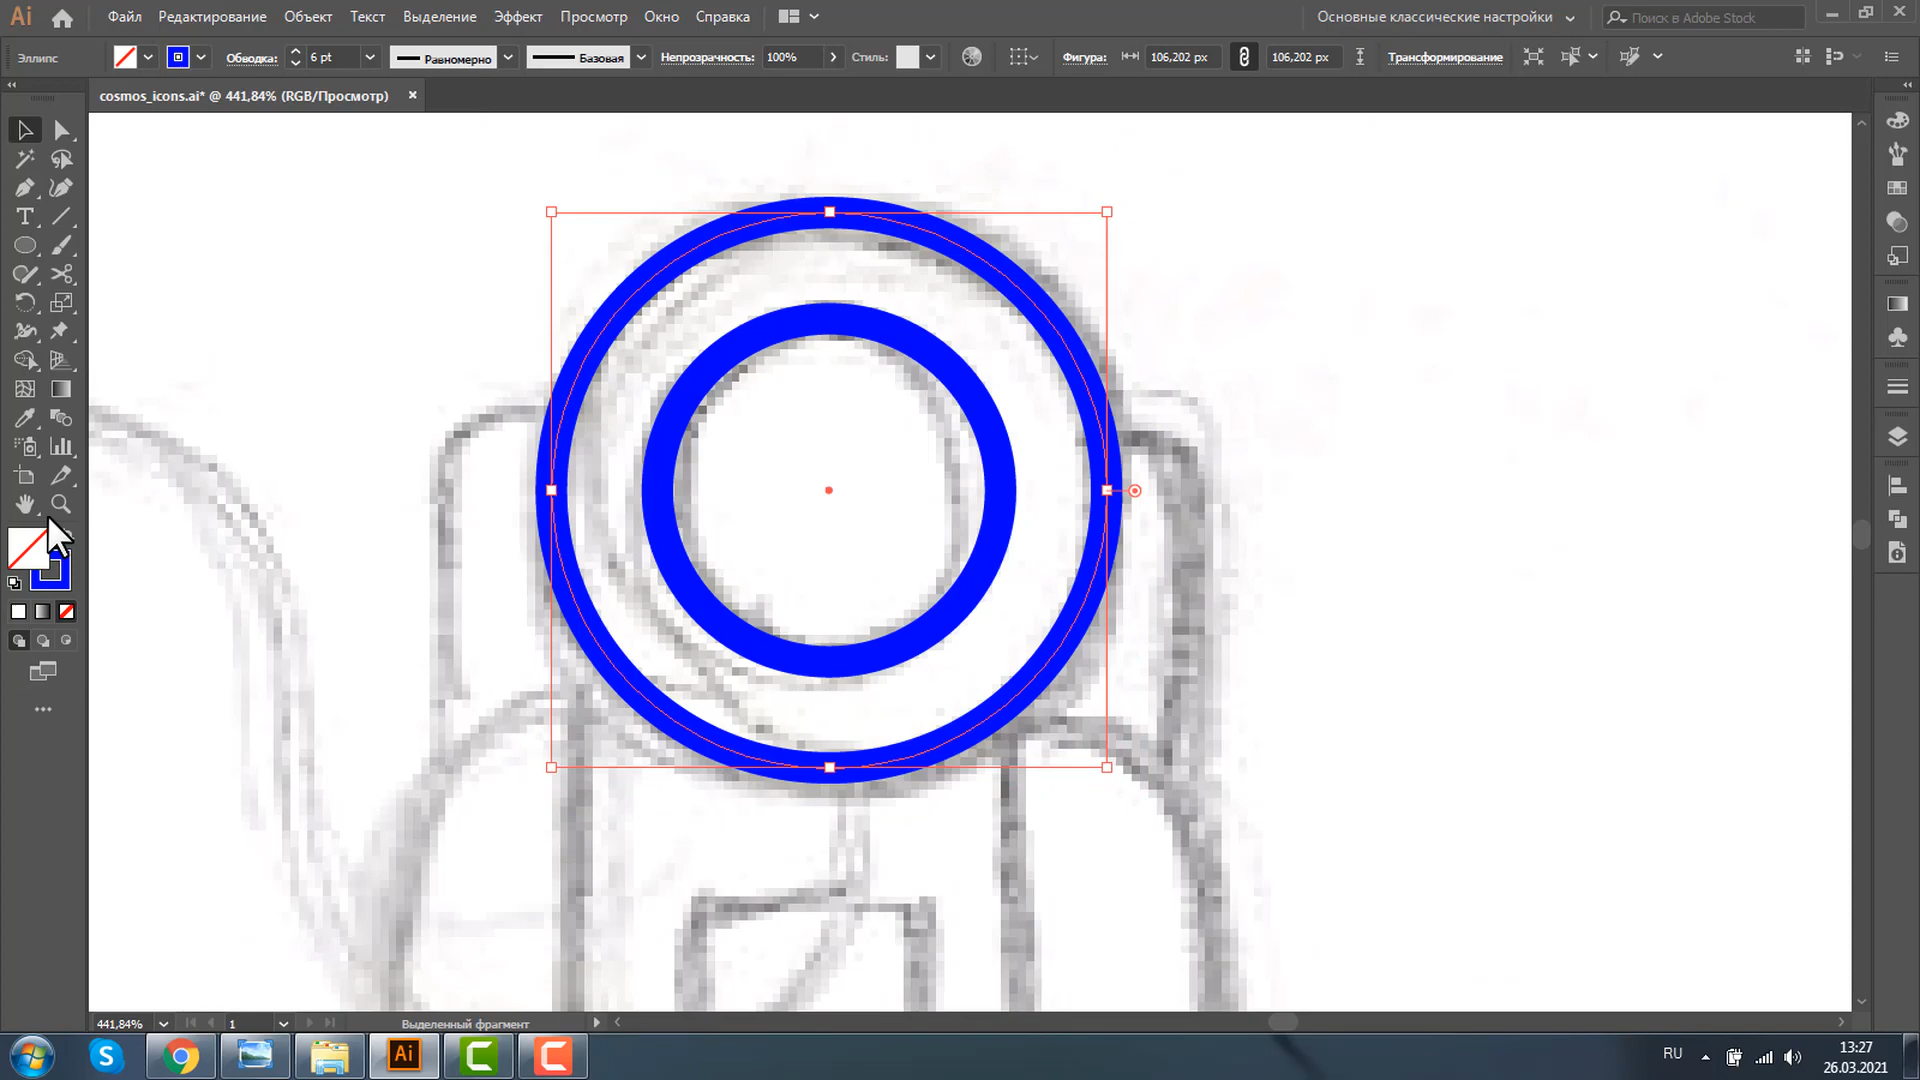 Ai Файл Редактирование Объект Текст Выделение Эффект Просмотр Окно Справка Основные классические настройки Поиск в Adobe Stock
Эллипс Обводка: 6 pt Равномерно Базовая Непрозрачность: 100% Стиль: Фигура: 106,202 px 106,202 px Трансформирование
cosmos_icons.ai* @ 441,84% (RGB/Просмотр)
441,84% 1 Выделенный фрагмент
Ai RU 13:27
26.03.2021